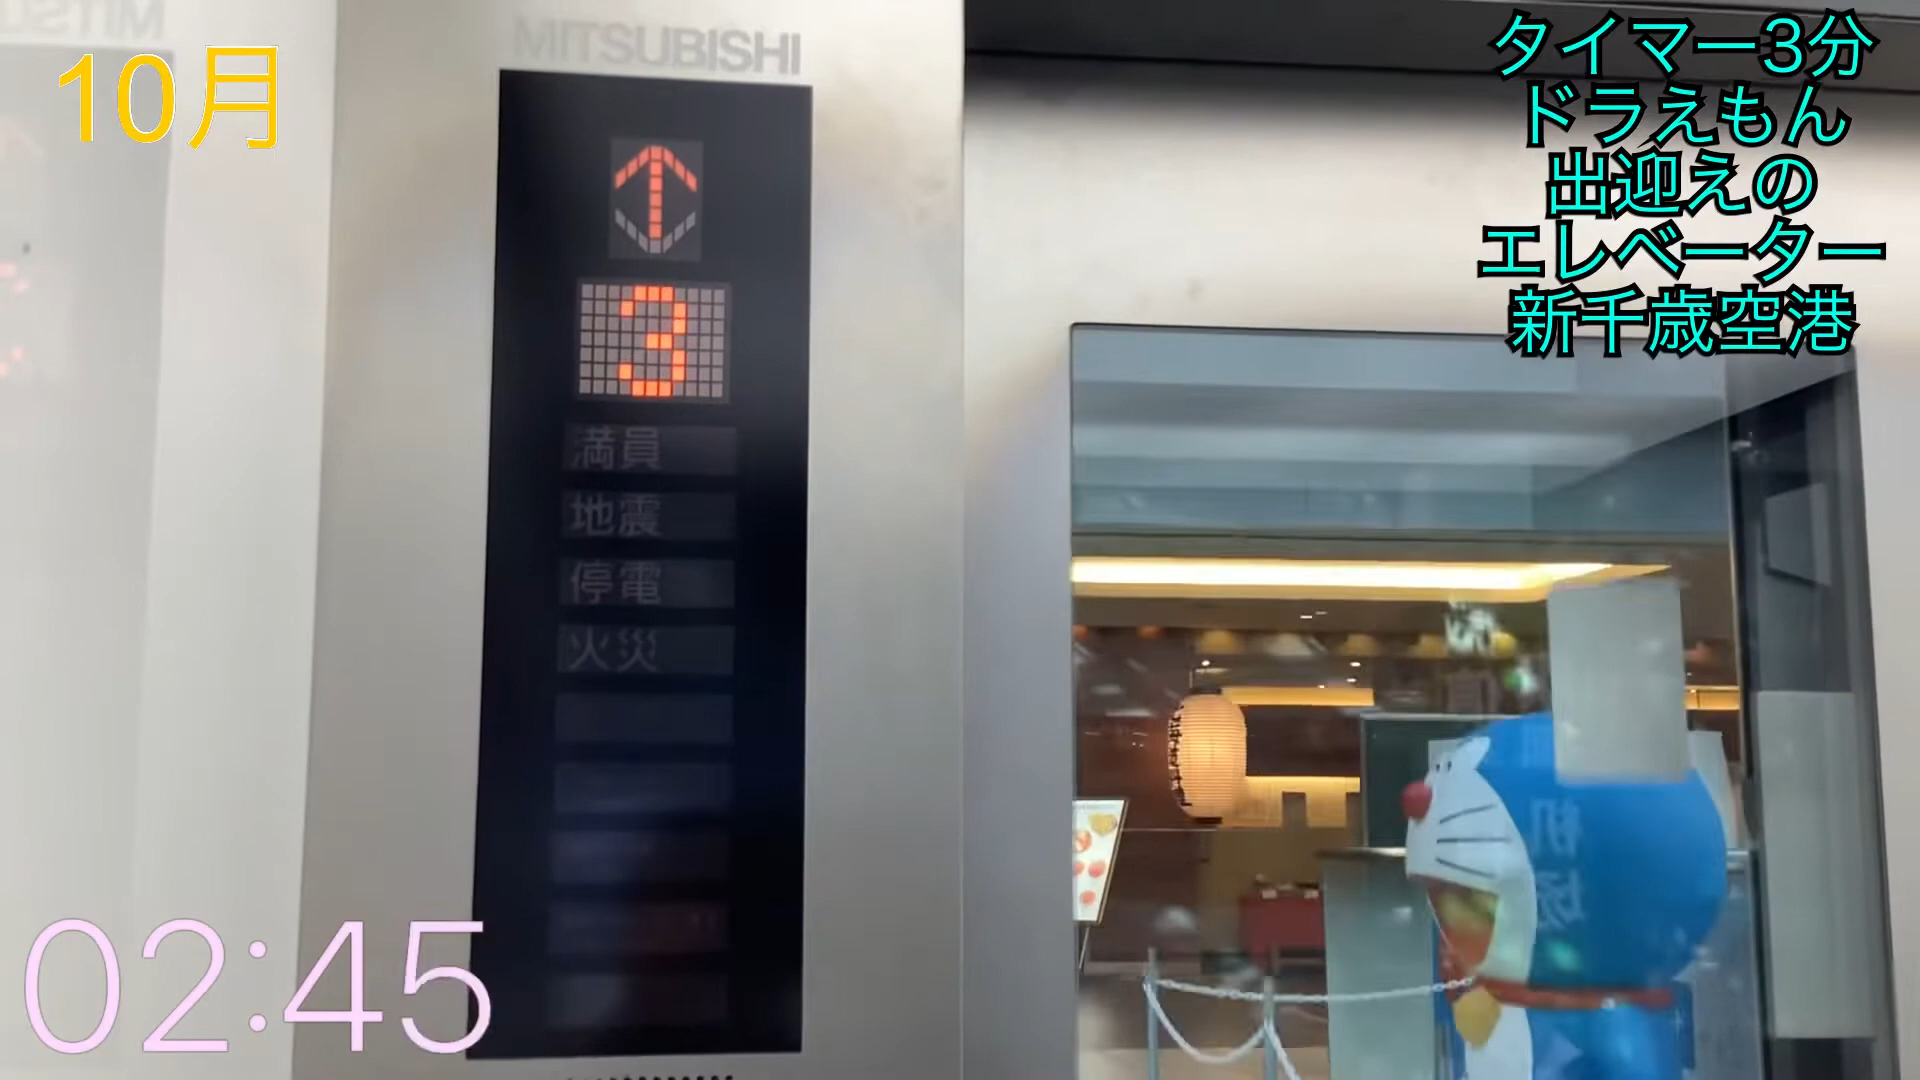 10月
MITSUBISHI
3
満員
地震
停電
火災
タイマー3分
ドラえもん
出迎えの
エレベーター
新千歳空港
02:45